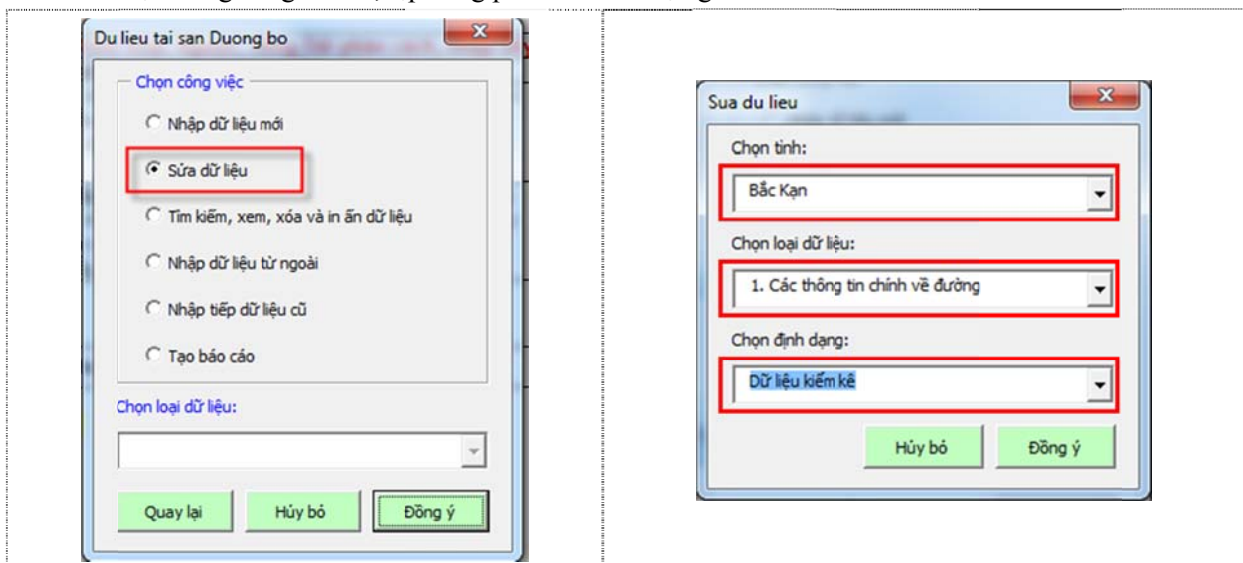 Du lieu tai san Duong bo
Chọn công việc
Nhập dữ liệu mới
Sửa dữ liệu
Tìm kiếm, xem, xóa và in ấn dữ liệu
Nhập dữ liệu từ ngoài
Nhập tiếp dữ liệu cũ
Tạo báo cáo
Chọn loại dữ liệu:
Quay lại
Hủy bỏ
Đồng ý
Sua du lieu
Chọn tỉnh:
Bắc Kạn
Chọn loại dữ liệu:
1. Các thông tin chính về đường
Chọn định dạng:
Dữ liệu kiểm kê
Hủy bỏ
Đồng ý